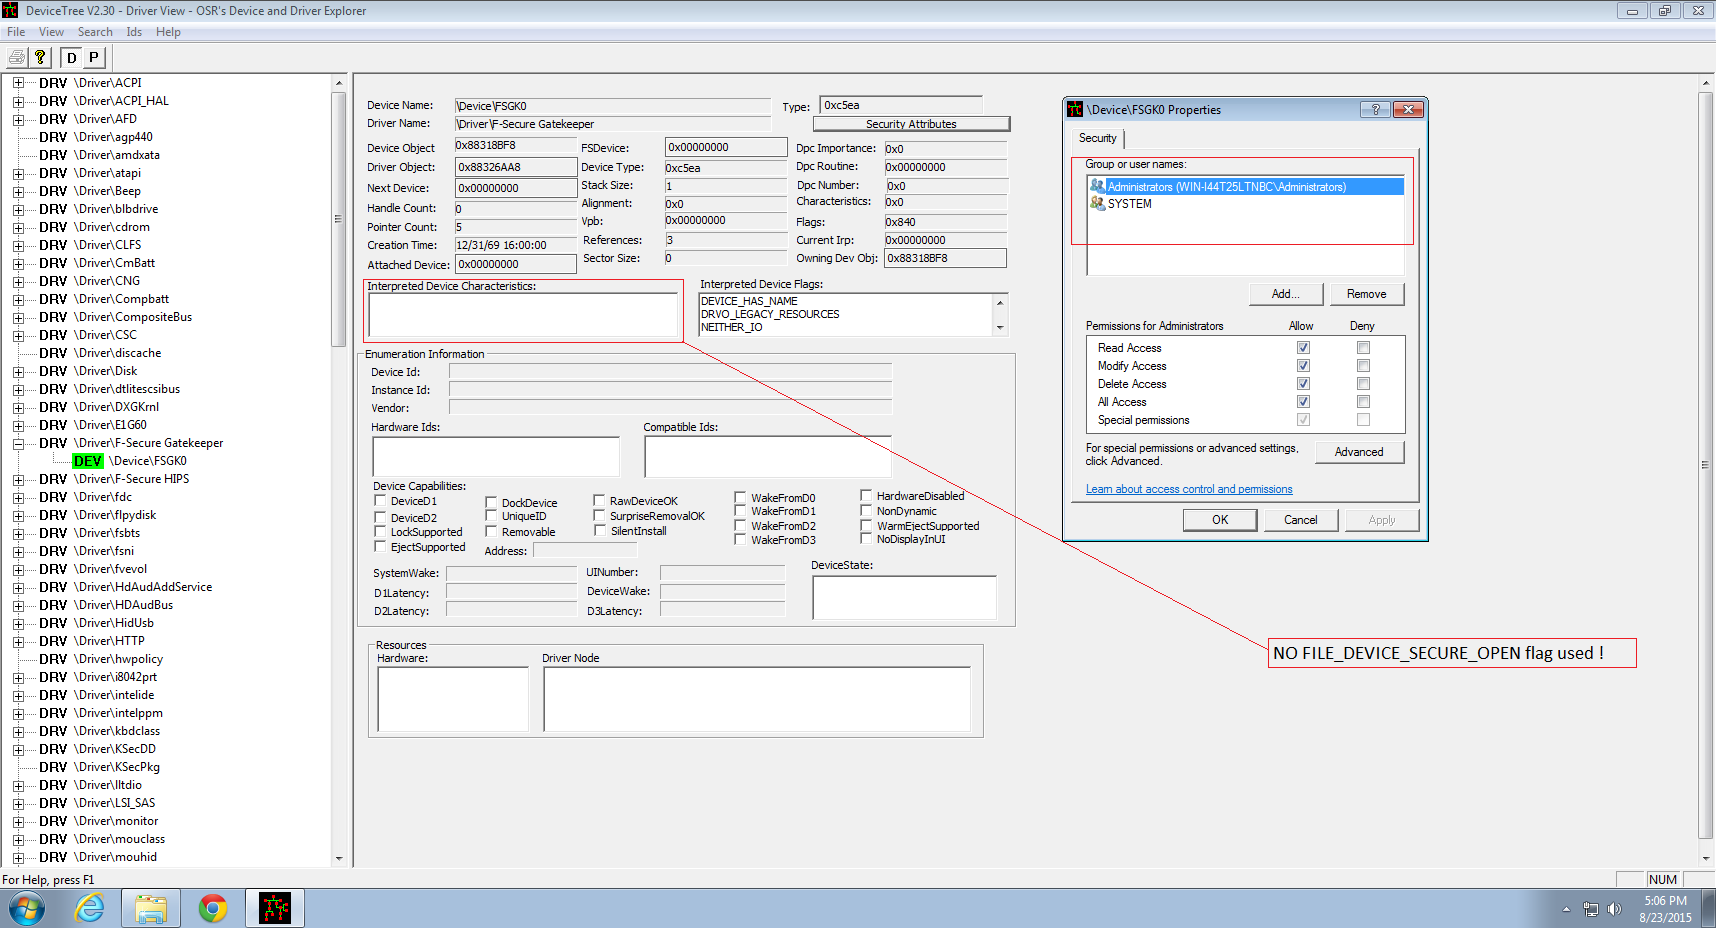 DeviceTree V2.30 - Driver View - OSR's Device and Driver Explorer
File View Search Ids Help
D P
DRV \Driver\ACPI
DRV \Driver\ACPI_HAL
DRV \Driver\AFD
DRV \Driver\agp440
DRV \Driver\amdxata
DRV \Driver\atapi
DRV \Driver\Beep
DRV \Driver\blbdrive
DRV \Driver\cdrom
DRV \Driver\CLFS
DRV \Driver\CmBatt
DRV \Driver\CNG
DRV \Driver\Compbatt
DRV \Driver\CompositeBus
DRV \Driver\CSC
DRV \Driver\discache
DRV \Driver\Disk
DRV \Driver\dtlitescsibus
DRV \Driver\DXGKrnl
DRV \Driver\E1G60
DRV \Driver\F-Secure Gatekeeper
DEV \Device\FSGK0
DRV \Driver\F-Secure HIPS
DRV \Driver\fdc
DRV \Driver\flpydisk
DRV \Driver\fsbts
DRV \Driver\fsni
DRV \Driver\fvevol
DRV \Driver\HdAudAddService
DRV \Driver\HDAudBus
DRV \Driver\HidUsb
DRV \Driver\HTTP
DRV \Driver\hwpolicy
DRV \Driver\i8042prt
DRV \Driver\intelide
DRV \Driver\intelppm
DRV \Driver\kbdclass
DRV \Driver\KSecDD
DRV \Driver\KSecPkg
DRV \Driver\lltdio
DRV \Driver\LSI_SAS
DRV \Driver\monitor
DRV \Driver\mouclass
DRV \Driver\mouhid
Device Name: \Device\FSGK0 Type: 0xc5ea
Driver Name: \Driver\F-Secure Gatekeeper Security Attributes
Device Object 0x88318BF8 FSDevice: 0x00000000 Dpc Importance: 0x0
Driver Object: 0x88326AA8 Device Type: 0xc5ea Dpc Routine: 0x00000000
Next Device: 0x00000000 Stack Size: 1 Dpc Number: 0x0
Handle Count: 0 Alignment: 0x0 Characteristics: 0x0
Pointer Count: 5 Vpb: 0x00000000 Flags: 0x840
Creation Time: 12/31/69 16:00:00 References: 3 Current Irp: 0x00000000
Attached Device: 0x00000000 Sector Size: 0 Owning Dev Obj: 0x88318BF8
Interpreted Device Characteristics: Interpreted Device Flags:
DEVICE_HAS_NAME
DRVO_LEGACY_RESOURCES
NEITHER_IO
Enumeration Information
Device Id:
Instance Id:
Vendor:
Hardware Ids: Compatible Ids:
Device Capabilities:
DeviceD1 DockDevice RawDeviceOK WakeFromD0 HardwareDisabled
DeviceD2 UniqueID SurpriseRemovalOK WakeFromD1 NonDynamic
LockSupported Removable SilentInstall WakeFromD2 WarmEjectSupported
EjectSupported Address: WakeFromD3 NoDisplayInUI
SystemWake: UINumber: DeviceState:
D1Latency: DeviceWake:
D2Latency: D3Latency:
Resources
Hardware: Driver Node
\Device\FSGK0 Properties
Security
Group or user names:
Administrators (WIN-I44T25LTNBC\Administrators)
SYSTEM
Add... Remove
Permissions for Administrators Allow Deny
Read Access
Modify Access
Delete Access
All Access
Special permissions
For special permissions or advanced settings,
click Advanced.
Advanced
Learn about access control and permissions
OK Cancel Apply
NO FILE_DEVICE_SECURE_OPEN flag used !
For Help, press F1
NUM
5:06 PM
8/23/2015